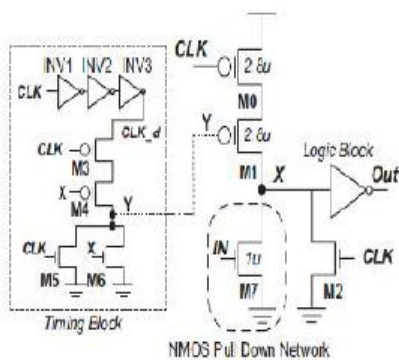 INV1 INV2 INV3
CLK
CLK_d
CLK
M3
X
M4
Y
CLK
M5
X
M6
Timing Block
CLK
2.8u
M0
Y
2.8u
M1
X
Logic Block
Out
IN
1u
M7
CLK
M2
NMOS Pull Down Network